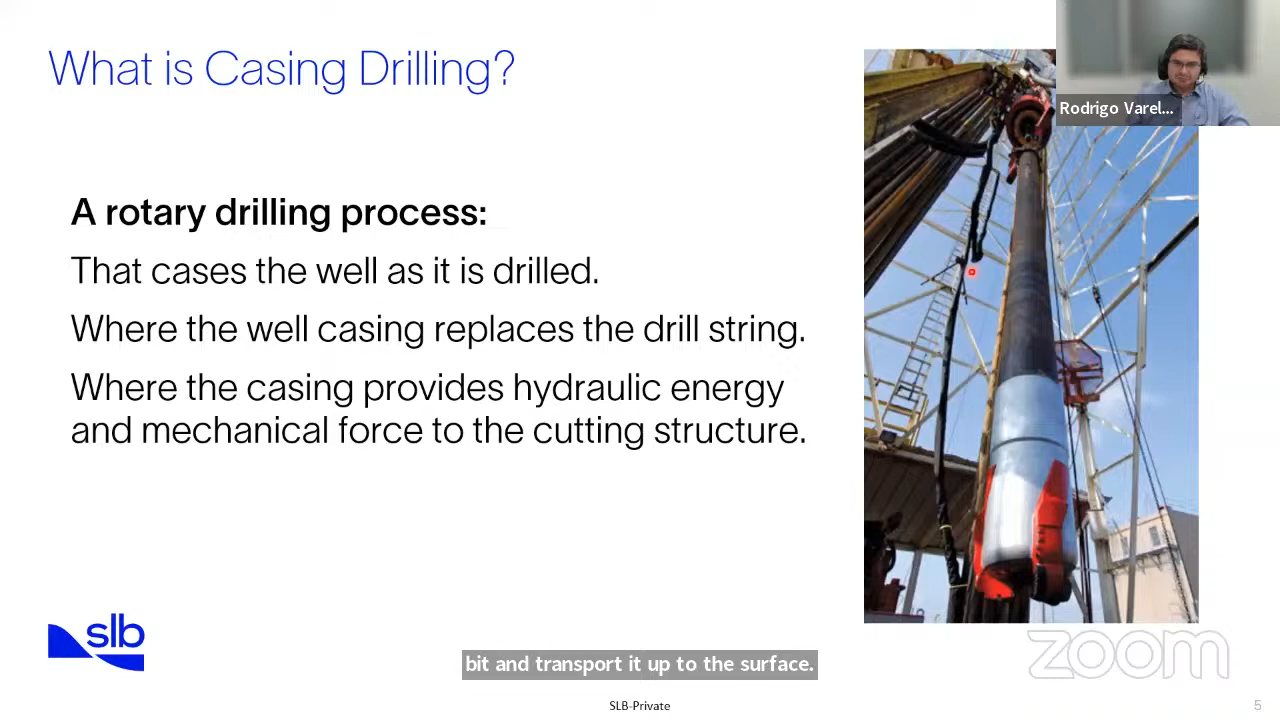 What is Casing Drilling?
Rodrigo Varel...
A rotary drilling process:
That cases the well as it is drilled.
Where the well casing replaces the drill string.
Where the casing provides hydraulic energy
and mechanical force to the cutting structure.
slb
zoom
bit and transport it up to the surface.
SLB-Private
5